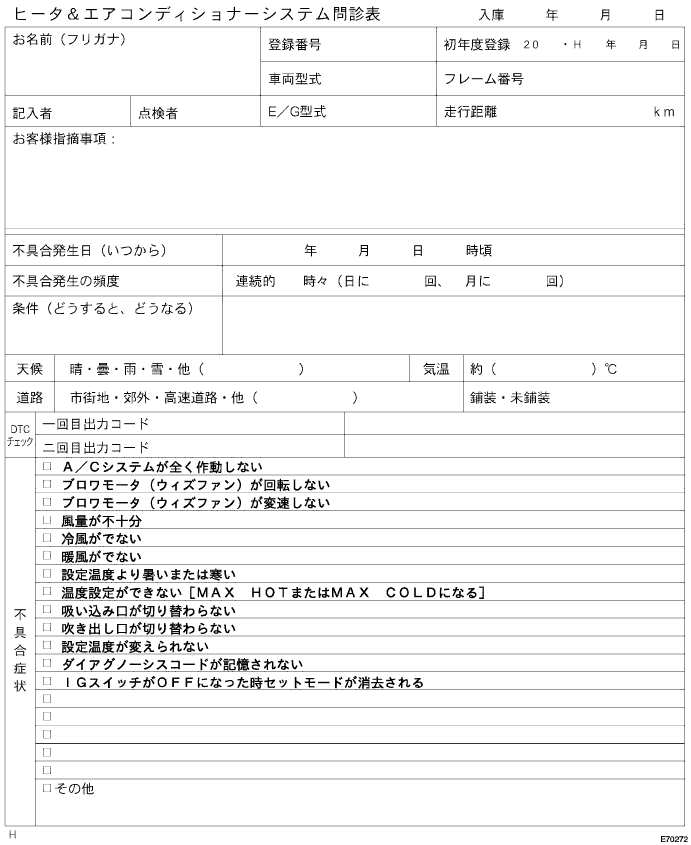 ヒータ&エアコンディショナーシステム問診表 入庫 年 月 日
お名前（フリガナ） 登録番号 初年度登録 20 ・H 年 月 日
車両型式 フレーム番号
記入者 点検者 E／G型式 走行距離 km
お客様指摘事項：
不具合発生日（いつから） 年 月 日 時頃
不具合発生の頻度 連続的 時々（日に 回、 月に 回）
条件（どうすると、どうなる）
天候 晴・曇・雨・雪・他（ ） 気温 約（ ）℃
道路 市街地・郊外・高速道路・他（ ） 舗装・未舗装
DTCチェック 一回目出力コード
二回目出力コード
不具合症状
□ A／Cシステムが全く作動しない
□ ブロワモータ（ウィズファン）が回転しない
□ ブロワモータ（ウィズファン）が変速しない
□ 風量が不十分
□ 冷風がでない
□ 暖風がでない
□ 設定温度より暑いまたは寒い
□ 温度設定ができない［MAX HOTまたはMAX COLDになる］
□ 吸い込み口が切り替わらない
□ 吹き出し口が切り替わらない
□ 設定温度が変えられない
□ ダイアグノーシスコードが記憶されない
□ IGスイッチがOFFになった時セットモードが消去される
□
□
□
□
□
□ その他
H
E70272